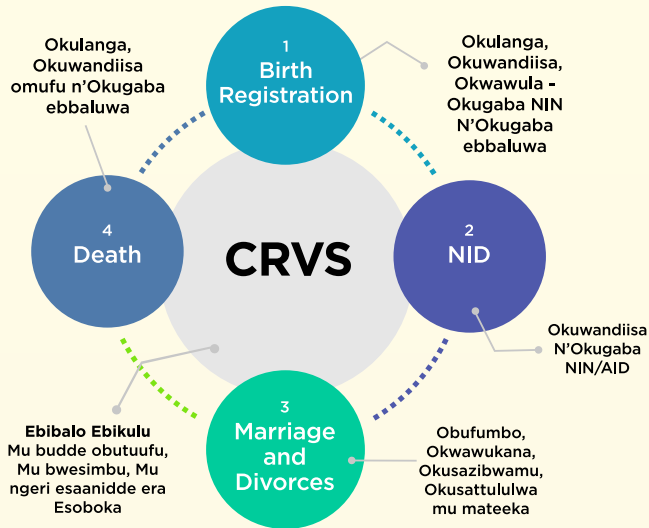 1
Birth
Registration
Okulanga,
Okuwandiisa,
Okwawula -
Okugaba NIN
N'Okugaba
ebbaluwa
2
NID
Okuwandiisa
N'Okugaba
NIN/AID
3
Marriage
and
Divorces
Obufumbo,
Okwawukana,
Okusazibwamu,
Okusattululwa
mu mateeka
4
Death
Okulanga,
Okuwandiisa
omufu n'Okugaba
ebbaluwa
CRVS
Ebibalo Ebikulu
Mu budde obutuufu,
Mu bwesimbu, Mu
ngeri esaanidde era
Esoboka